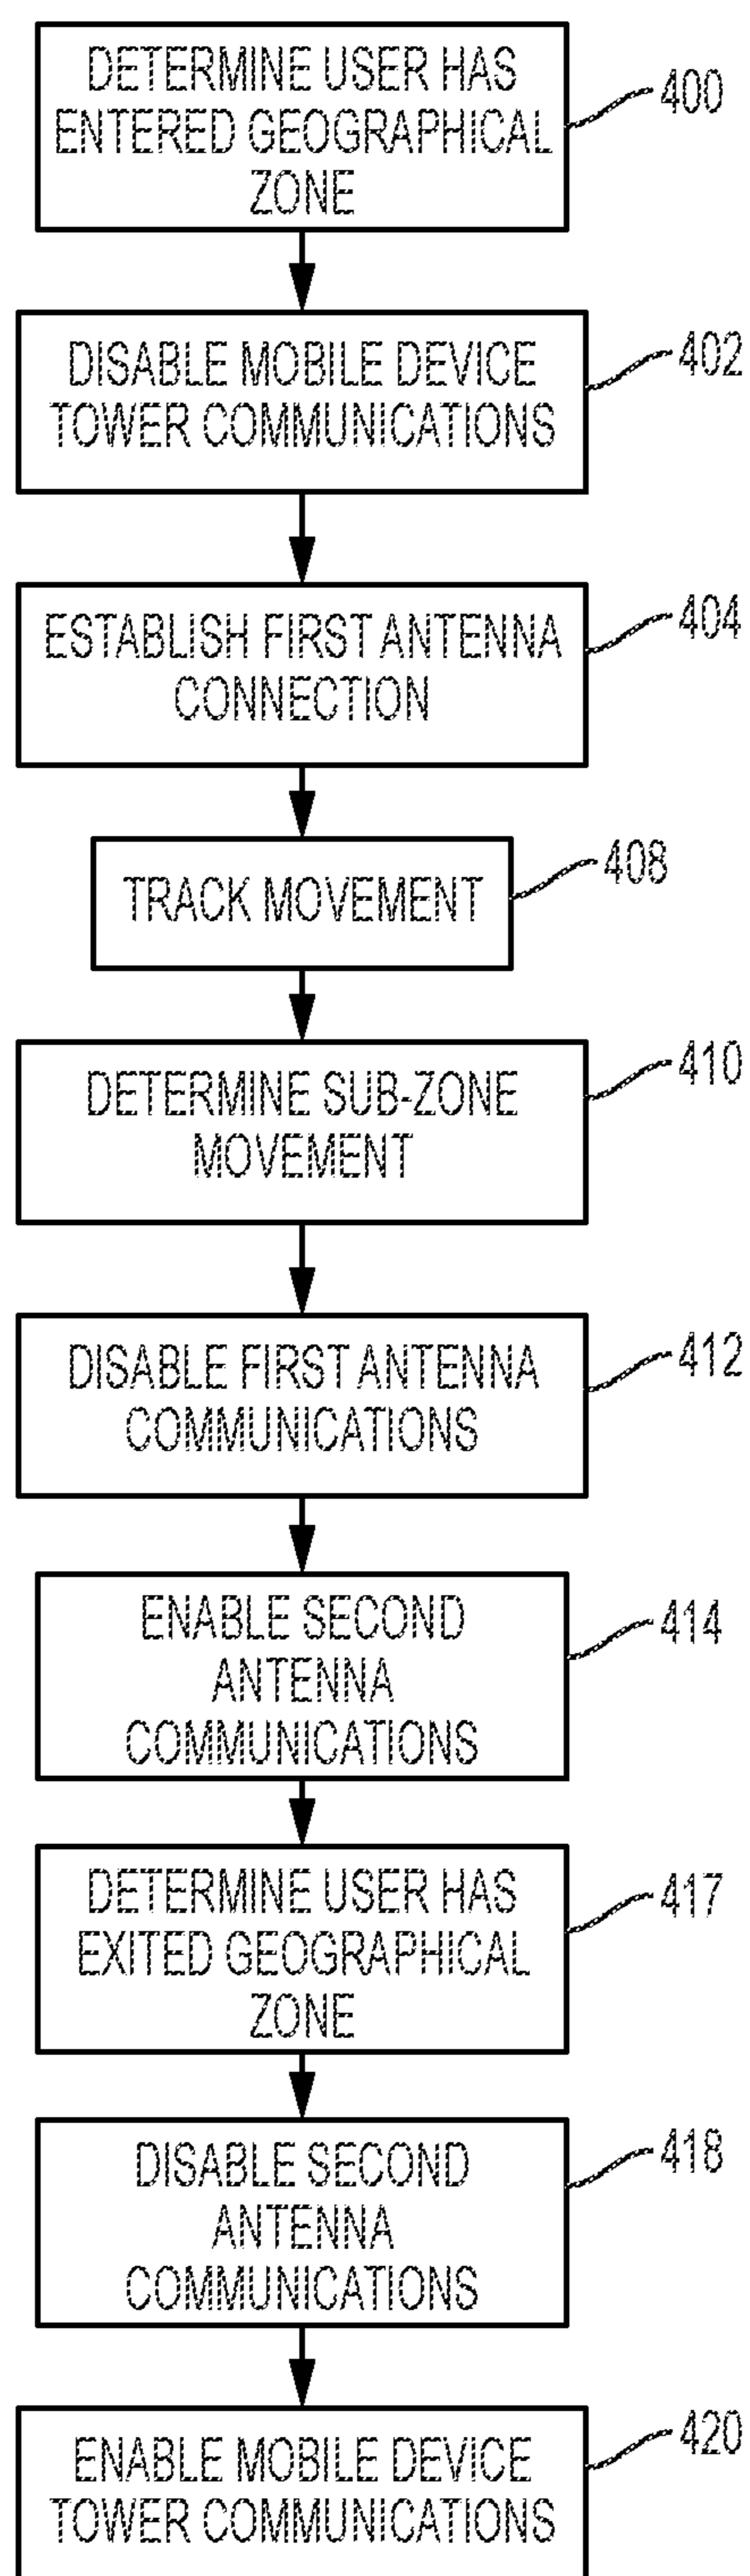 DETERMINE USER HAS
ENTERED GEOGRAPHICAL
ZONE
400
DISABLE MOBILE DEVICE
TOWER COMMUNICATIONS
402
ESTABLISH FIRST ANTENNA
CONNECTION
404
TRACK MOVEMENT
408
DETERMINE SUB-ZONE
MOVEMENT
410
DISABLE FIRST ANTENNA
COMMUNICATIONS
412
ENABLE SECOND
ANTENNA
COMMUNICATIONS
414
DETERMINE USER HAS
EXITED GEOGRAPHICAL
ZONE
417
DISABLE SECOND
ANTENNA
COMMUNICATIONS
418
ENABLE MOBILE DEVICE
TOWER COMMUNICATIONS
420